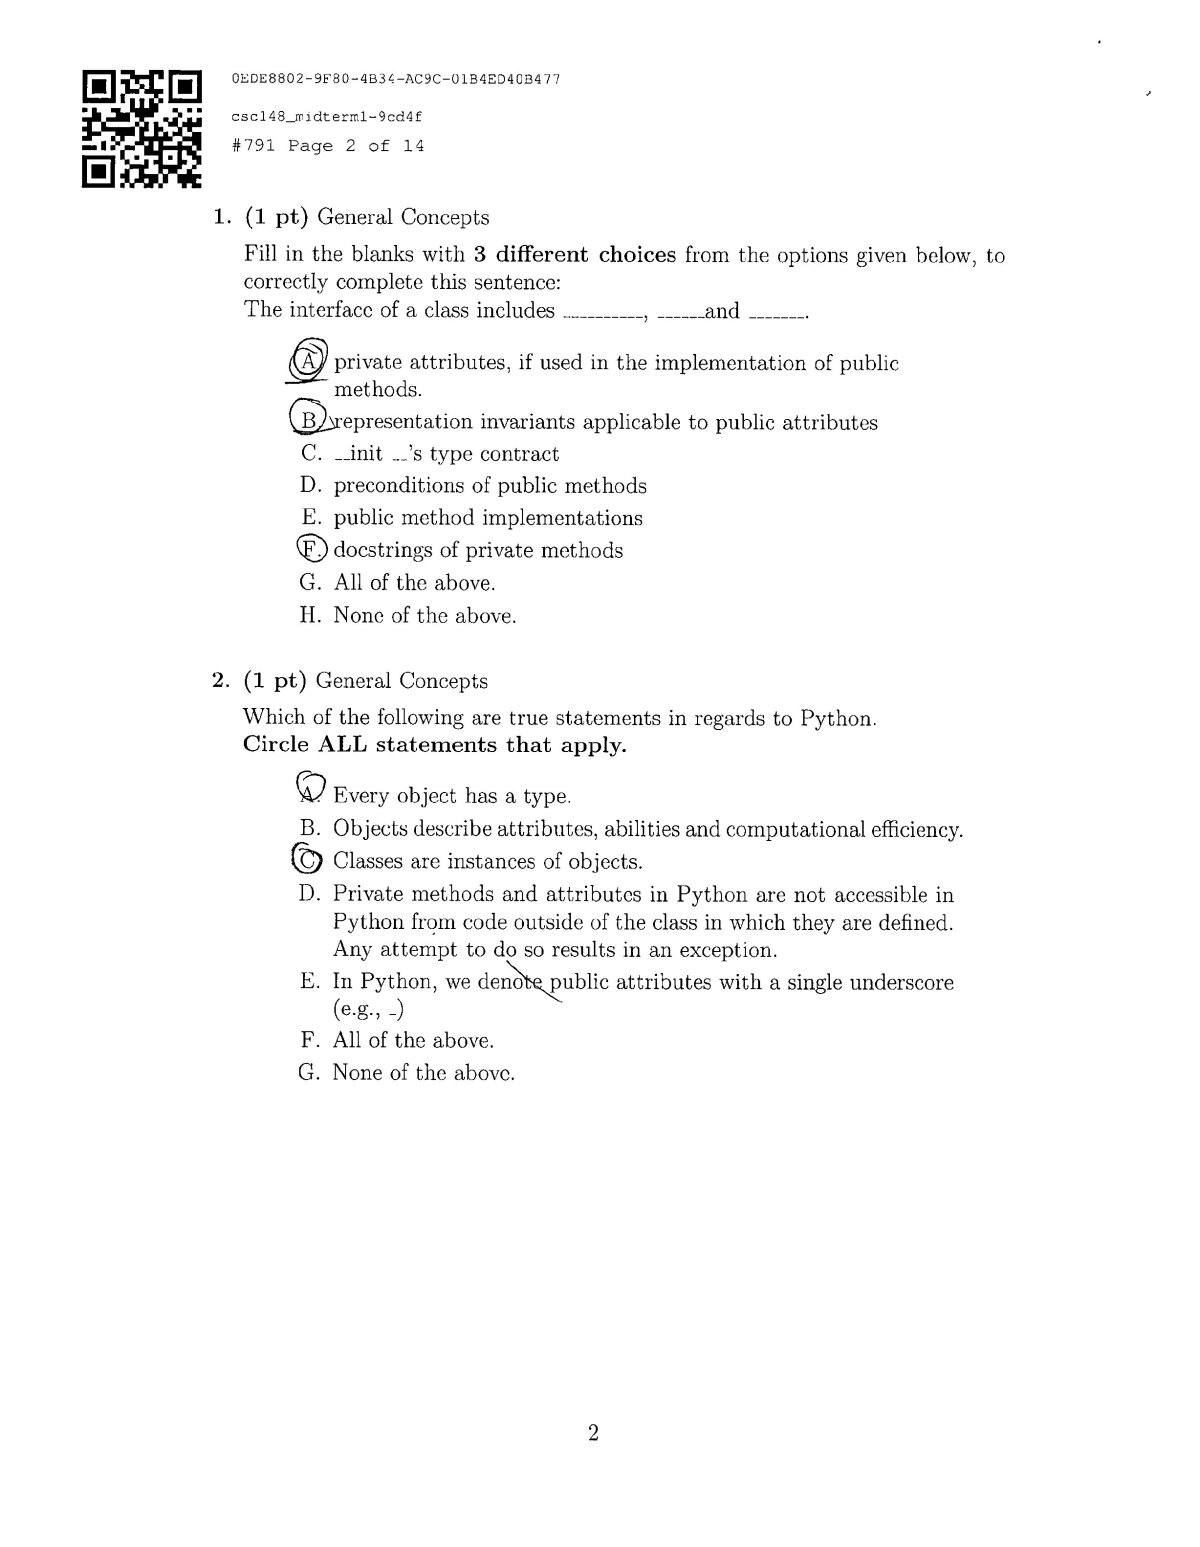 0EDE8802-9F80-4B34-AC9C-01B4ED40B477
csc148_midterm1-9cd4f
#791 Page 2 of 14
1. (1 pt) General Concepts
Fill in the blanks with 3 different choices from the options given below, to
correctly complete this sentence:
The interface of a class includes __________, ______and _______.
A. private attributes, if used in the implementation of public
methods.
B. representation invariants applicable to public attributes
C. __init __'s type contract
D. preconditions of public methods
E. public method implementations
F. docstrings of private methods
G. All of the above.
H. None of the above.
2. (1 pt) General Concepts
Which of the following are true statements in regards to Python.
Circle ALL statements that apply.
A. Every object has a type.
B. Objects describe attributes, abilities and computational efficiency.
C. Classes are instances of objects.
D. Private methods and attributes in Python are not accessible in
Python from code outside of the class in which they are defined.
Any attempt to do so results in an exception.
E. In Python, we denote public attributes with a single underscore
(e.g., _)
F. All of the above.
G. None of the above.
2